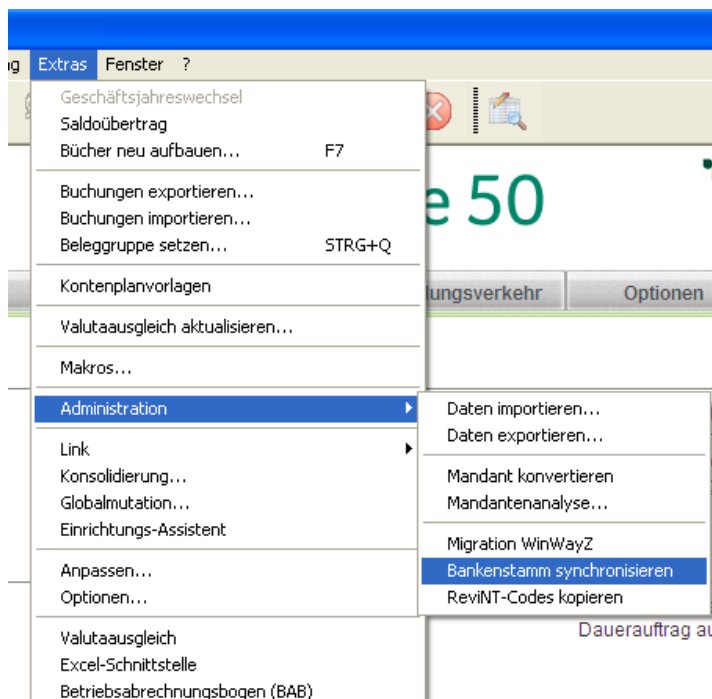 Extras Fenster ?
Geschäftsjahreswechsel
Saldoübertrag
Bücher neu aufbauen... F7
Buchungen exportieren...
Buchungen importieren...
Beleggruppe setzen... STRG+Q
e 50
Kontenplanvorlagen
lungsverkehr Optionen
Valutaausgleich aktualisieren...
Makros...
Administration
Link
Konsolidierung...
Globalmutation...
Einrichtungs-Assistent
Anpassen...
Optionen...
Valutaausgleich
Excel-Schnittstelle
Betriebsabrechnungsbogen (BAB)
Daten importieren...
Daten exportieren...
Mandant konvertieren
Mandantenanalyse...
Migration WinWayZ
Bankenstamm synchronisieren
ReviNT-Codes kopieren
Dauerauftrag au